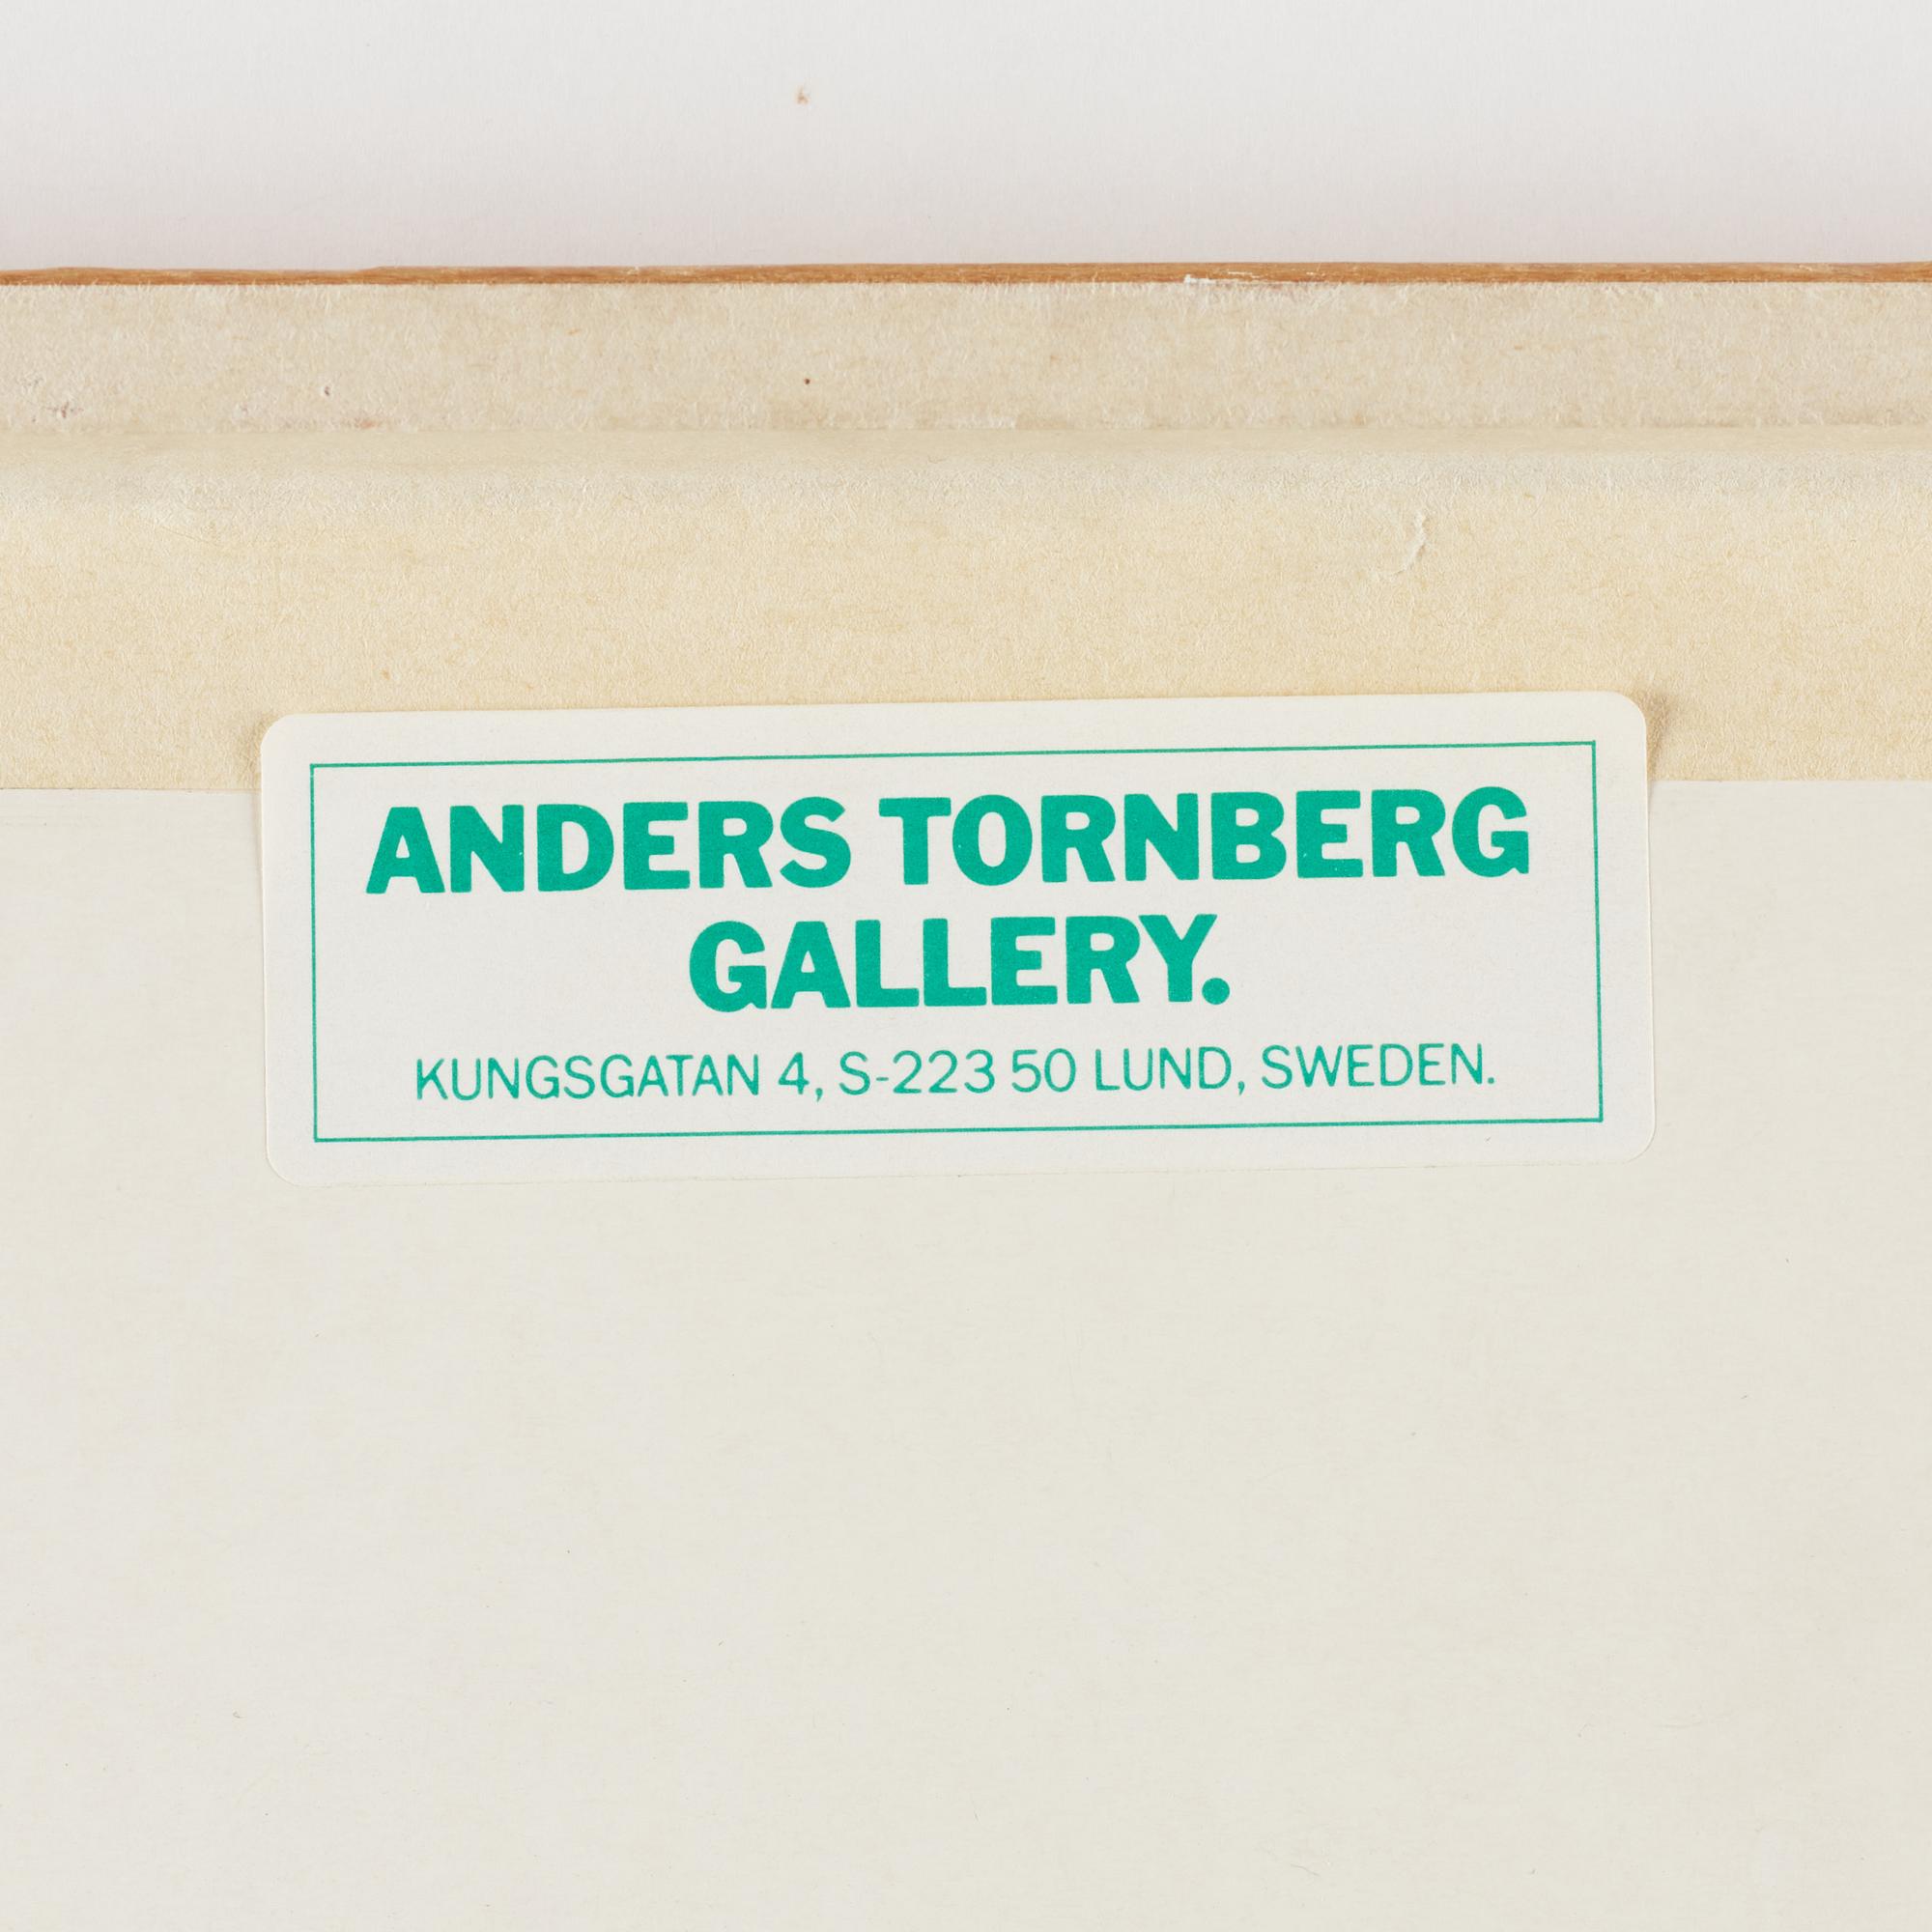 ANDERS TORNBERG
GALLERY.
KUNGSGATAN 4, S-223 50 LUND, SWEDEN.